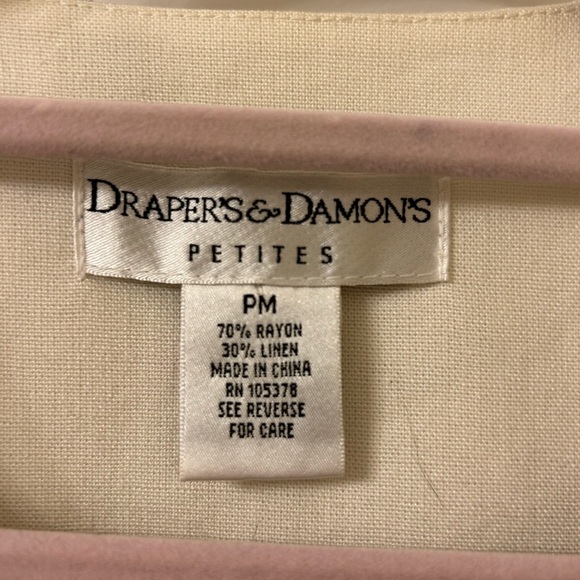 DRAPER'S & DAMON'S
PETITES
PM
70% RAYON
30% LINEN
MADE IN CHINA
RN 105378
SEE REVERSE
FOR CARE